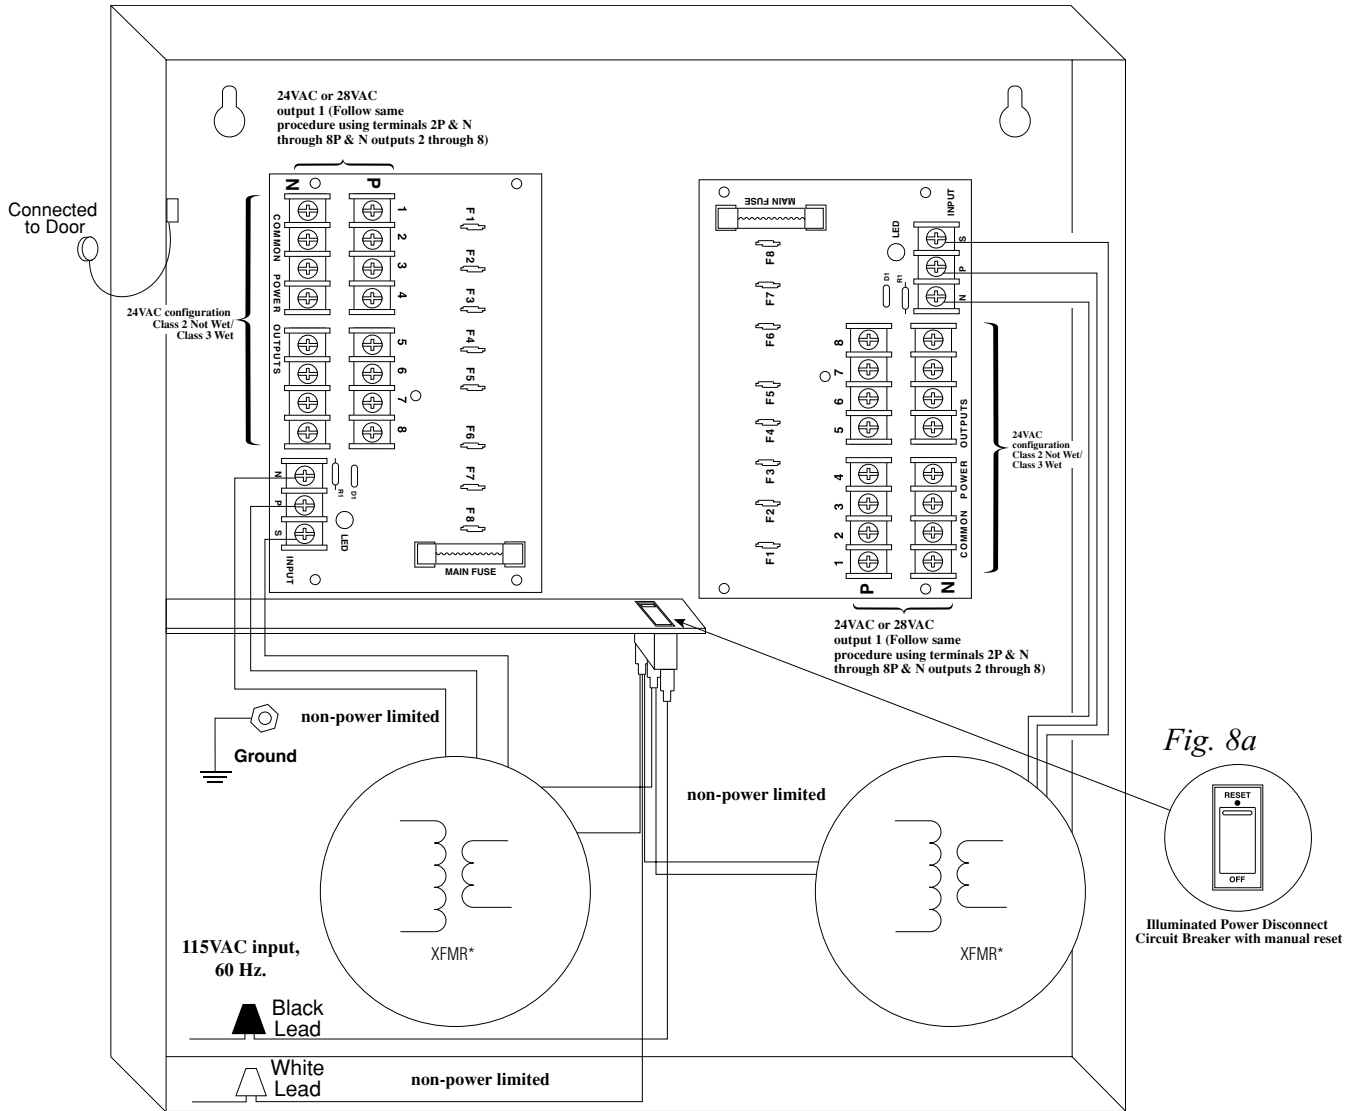 24VAC or 28VAC
output 1 (Follow same
procedure using terminals 2P & N
through 8P & N outputs 2 through 8)
N
P
Connected
to Door
24VAC configuration
Class 2 Not Wet/
Class 3 Wet
COMMON POWER OUTPUTS
1
2
3
4
5
6
7
8
F1
F2
F3
F4
F5
F6
F7
F8
N
P
S
INPUT
R1
D1
LED
MAIN FUSE
MAIN FUSE
INPUT
LED
S
P
N
D1
R1
F8
F7
F6
F5
F4
F3
F2
F1
8
7
6
5
4
3
2
1
COMMON POWER OUTPUTS
24VAC
configuration
Class 2 Not Wet/
Class 3 Wet
P
N
24VAC or 28VAC
output 1 (Follow same
procedure using terminals 2P & N
through 8P & N outputs 2 through 8)
non-power limited
Ground
non-power limited
XFMR*
XFMR*
Fig. 8a
RESET
OFF
Illuminated Power Disconnect
Circuit Breaker with manual reset
115VAC input,
60 Hz.
Black
Lead
White
Lead
non-power limited